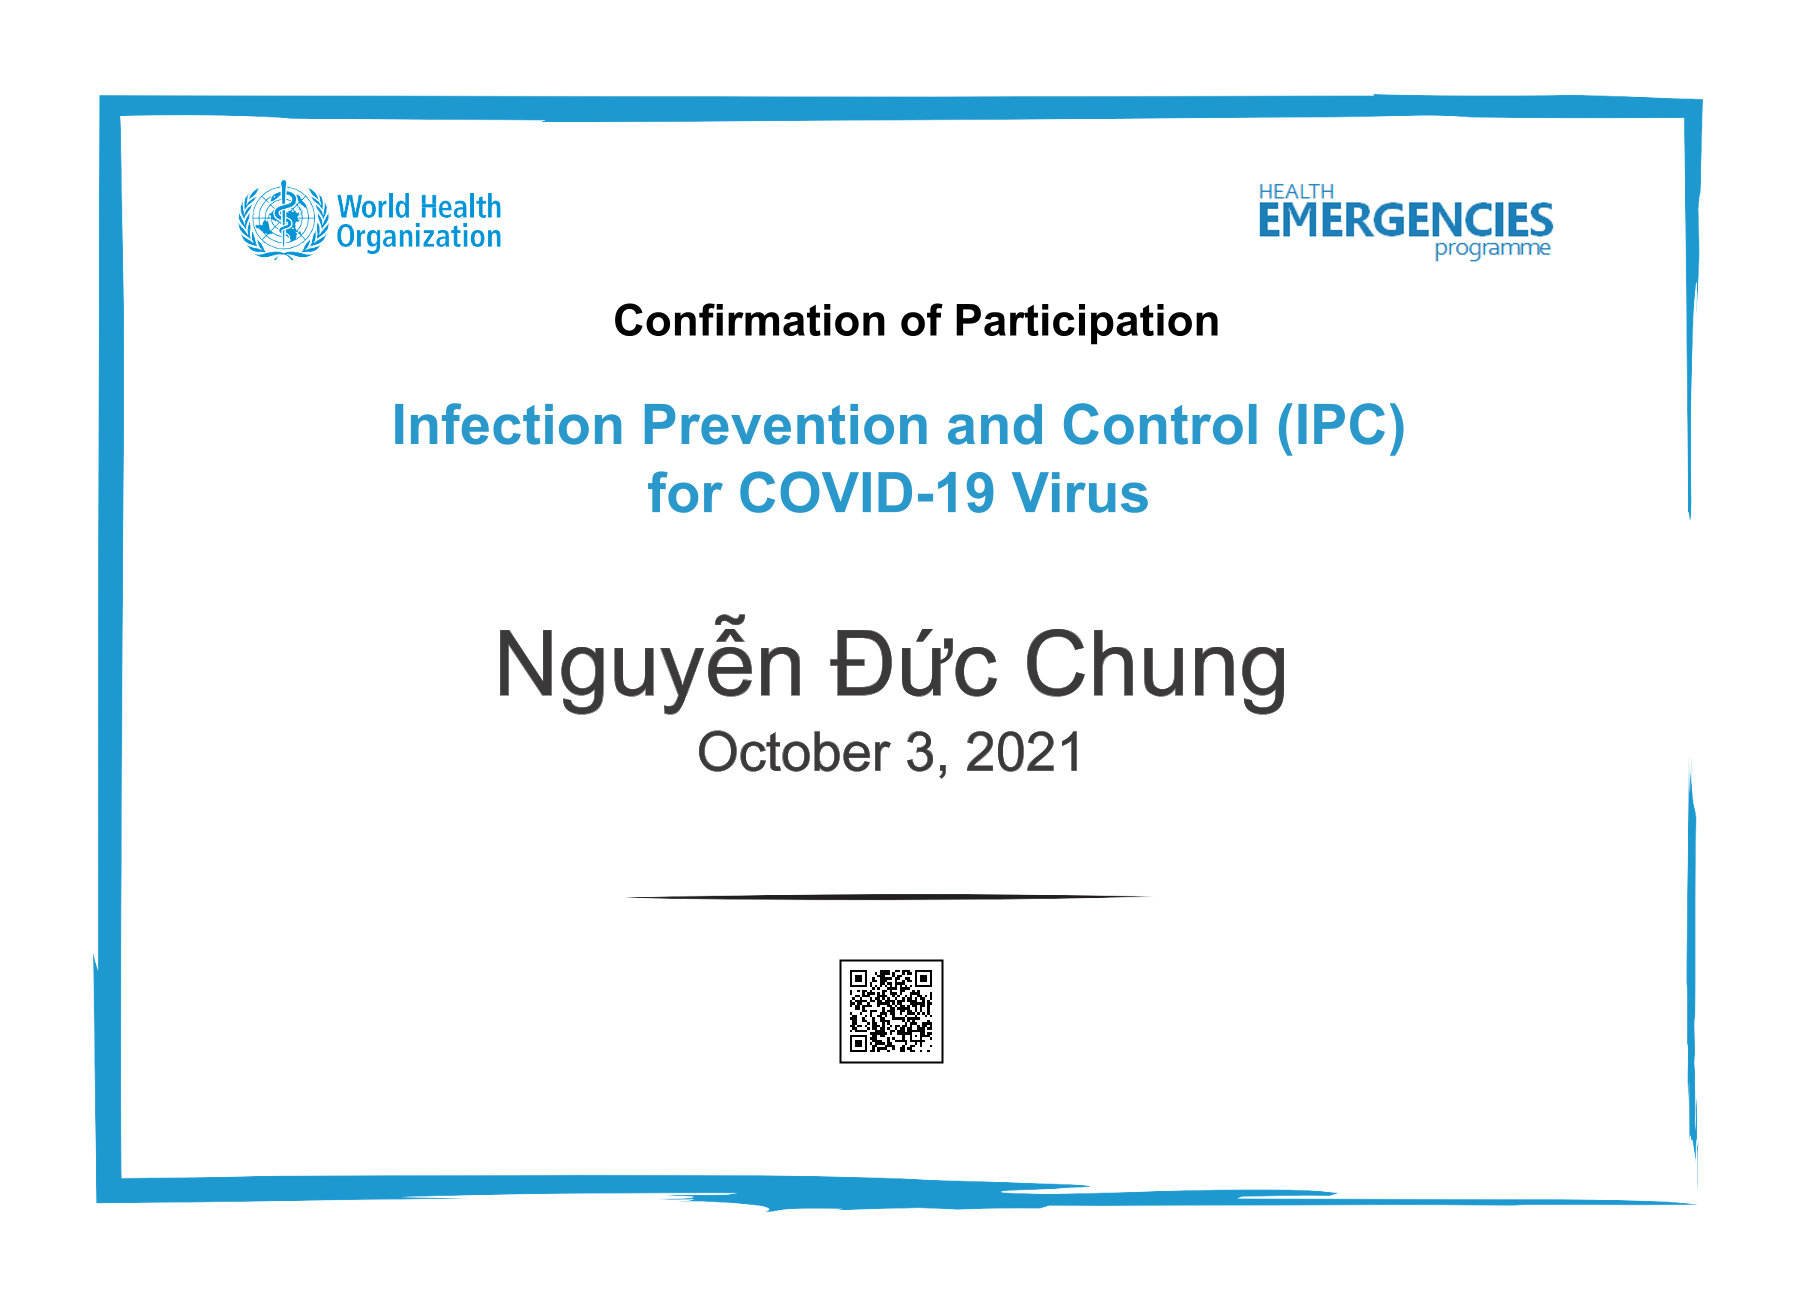 World Health
Organization
HEALTH
EMERGENCIES
programme
Confirmation of Participation
Infection Prevention and Control (IPC)
for COVID-19 Virus
Nguyễn Đức Chung
October 3, 2021